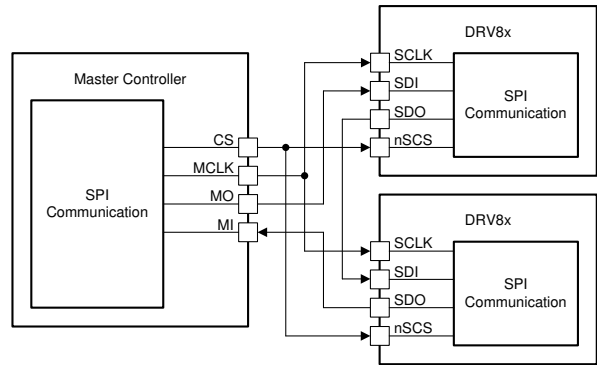 Master Controller
SPI
Communication
CS
MCLK
MO
MI
DRV8x
SCLK
SDI
SDO
nSCS
SPI
Communication
DRV8x
SCLK
SDI
SDO
nSCS
SPI
Communication